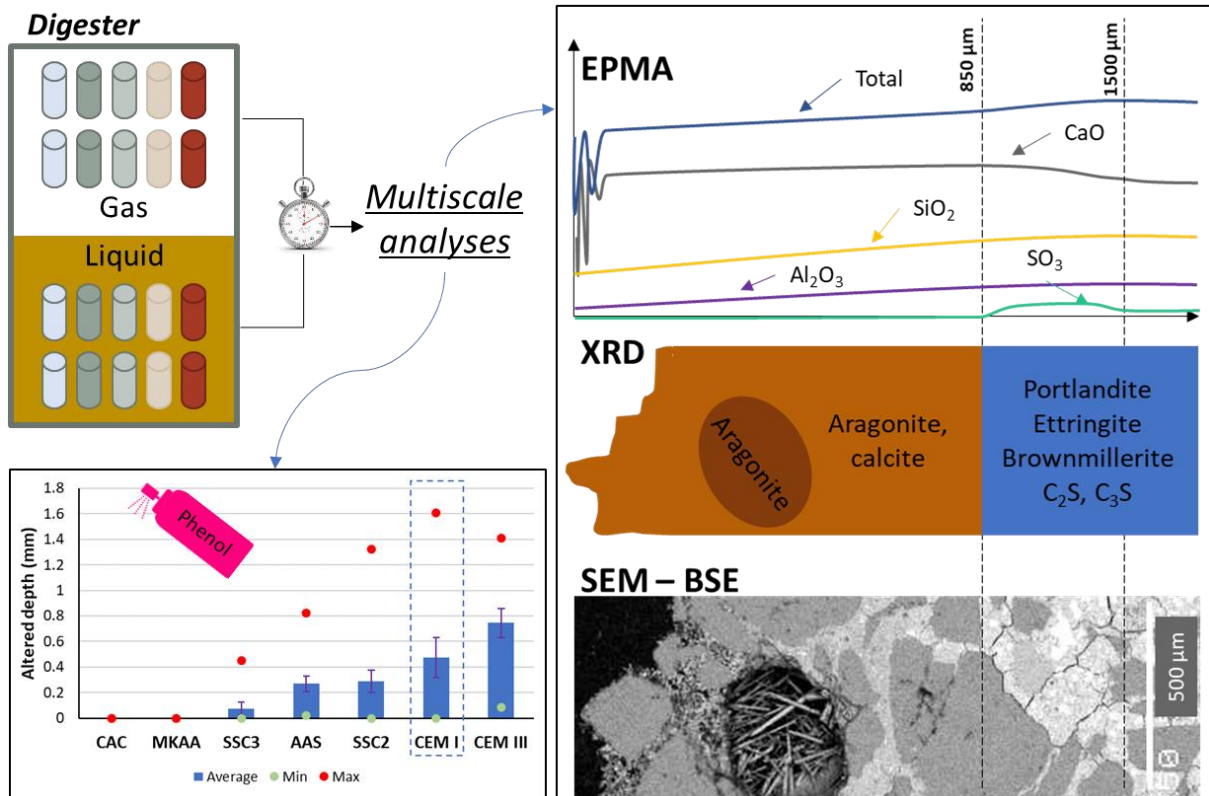 Digester
Gas
Liquid
Multiscale
analyses
EPMA
850 µm
1500 µm
Total
CaO
SiO₂
Al₂O₃
SO₃
XRD
Aragonite
Aragonite,
calcite
Portlandite
Ettringite
Brownmillerite
C₂S, C₃S
SEM – BSE
500 µm
Phenol
Altered depth (mm)
1.8
1.6
1.4
1.2
1
0.8
0.6
0.4
0.2
0
CAC MKAA SSC3 AAS SSC2 CEM I CEM III
Average Min Max